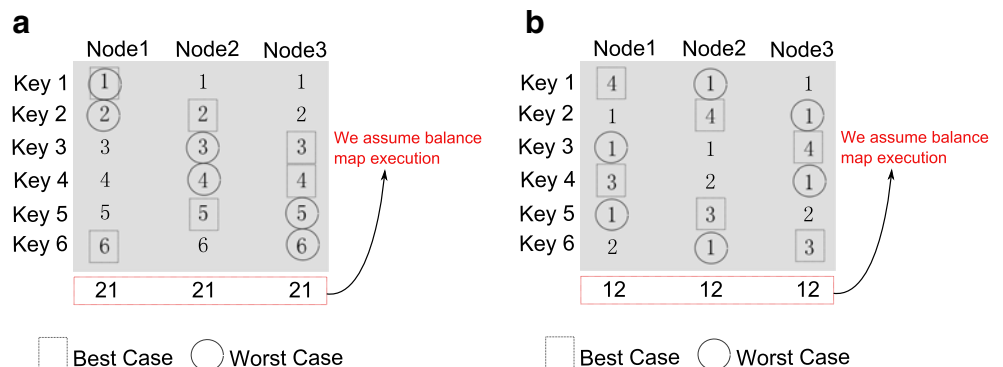 a
Node1 Node2 Node3
Key 1 1 1 1
Key 2 2 2 2
Key 3 3 3 3
Key 4 4 4 4
Key 5 5 5 5
Key 6 6 6 6
21 21 21
We assume balance
map execution
Best Case Worst Case
b
Node1 Node2 Node3
Key 1 4 1 1
Key 2 1 4 1
Key 3 1 1 4
Key 4 3 2 1
Key 5 1 3 2
Key 6 2 1 3
12 12 12
We assume balance
map execution
Best Case Worst Case